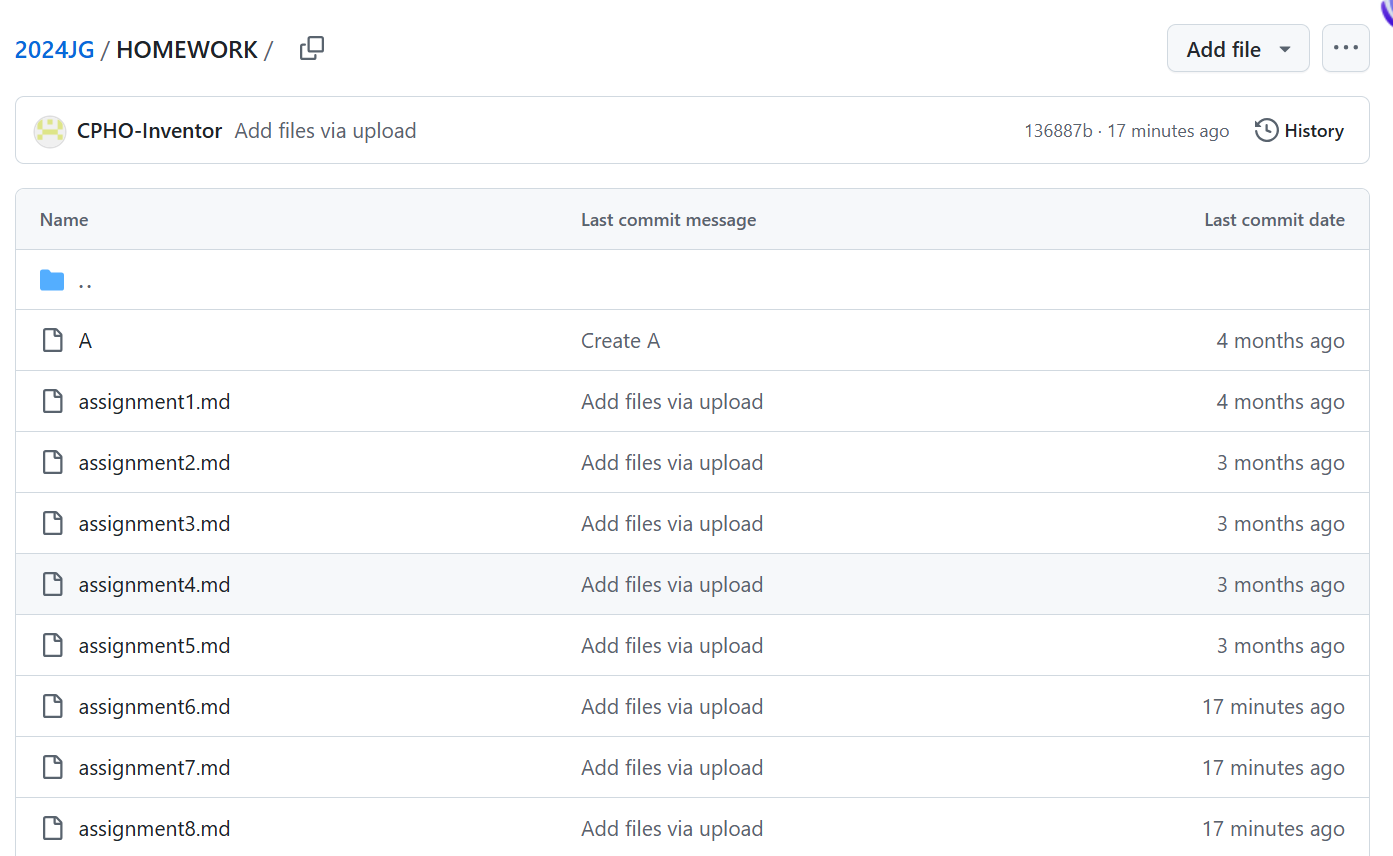 2024JG / HOMEWORK /
Add file
CPHO-Inventor Add files via upload 136887b · 17 minutes ago History
Name Last commit message Last commit date
..
A Create A 4 months ago
assignment1.md Add files via upload 4 months ago
assignment2.md Add files via upload 3 months ago
assignment3.md Add files via upload 3 months ago
assignment4.md Add files via upload 3 months ago
assignment5.md Add files via upload 3 months ago
assignment6.md Add files via upload 17 minutes ago
assignment7.md Add files via upload 17 minutes ago
assignment8.md Add files via upload 17 minutes ago